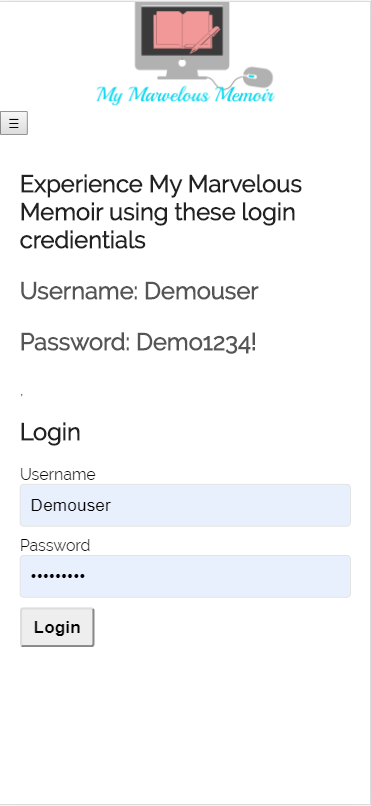 My Marvelous Memoir
☰
Experience My Marvelous
Memoir using these login
credientials
Username: Demouser
Password: Demo1234!
.
Login
Username
Demouser
Password
•••••••••
Login